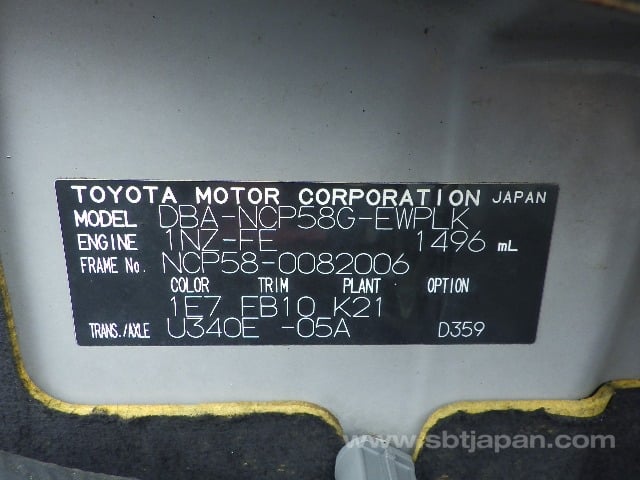 TOYOTA MOTOR CORPORATION JAPAN
MODEL DBA-NCP58G-EWPLK
ENGINE 1NZ-FE 1496 mL
FRAME No. NCP58-0082006
COLOR TRIM PLANT OPTION
1E7 FB10 K21
TRANS./AXLE U340E -05A D359
www.sbtjapan.com